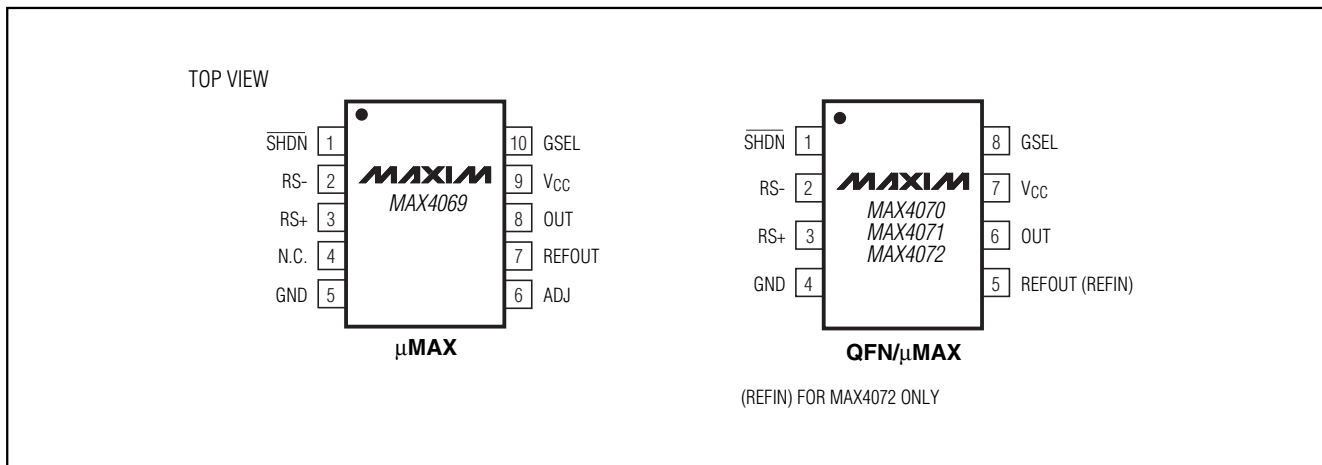 TOP VIEW
SHDN 1
RS- 2
RS+ 3
N.C. 4
GND 5
MAXIM
MAX4069
10 GSEL
9 VCC
8 OUT
7 REFOUT
6 ADJ
µMAX
SHDN 1
RS- 2
RS+ 3
GND 4
MAXIM
MAX4070
MAX4071
MAX4072
8 GSEL
7 VCC
6 OUT
5 REFOUT (REFIN)
QFN/µMAX
(REFIN) FOR MAX4072 ONLY